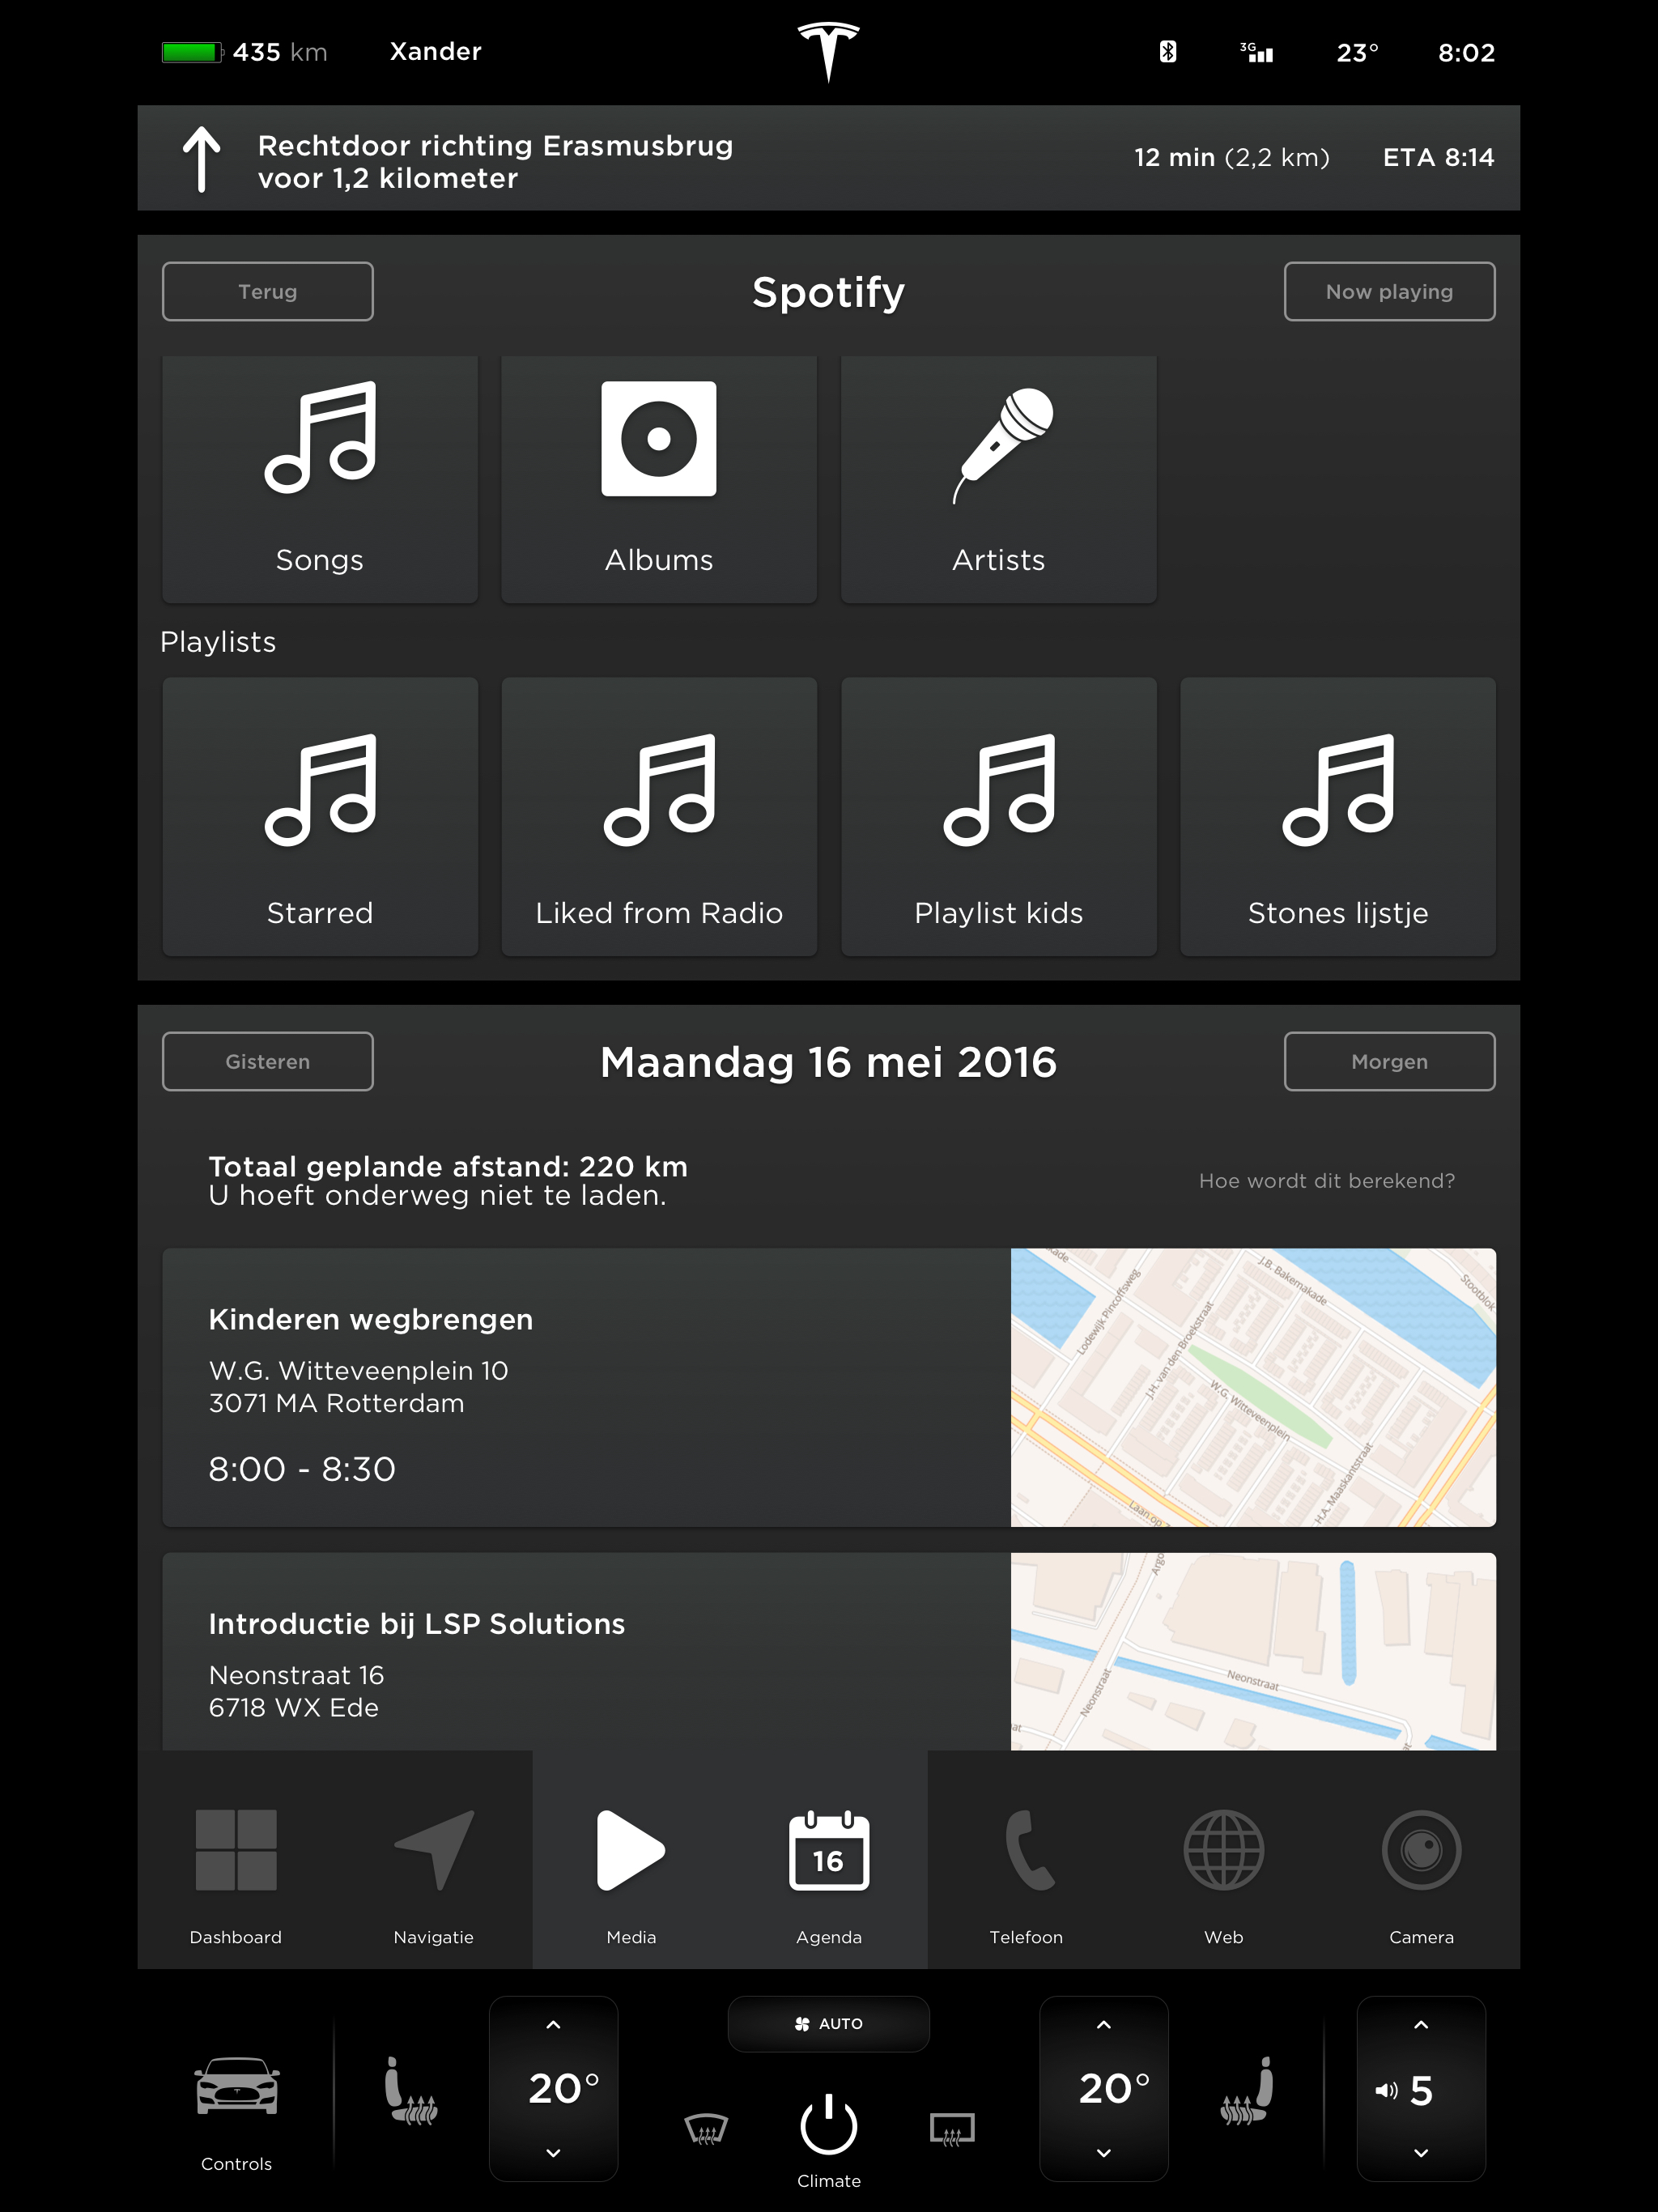 435 km
Xander
3G
23°
8:02
Rechtdoor richting Erasmusbrug
voor 1,2 kilometer
12 min (2,2 km)
ETA 8:14
Terug
Spotify
Now playing
Songs
Albums
Artists
Playlists
Starred
Liked from Radio
Playlist kids
Stones lijstje
Gisteren
Maandag 16 mei 2016
Morgen
Totaal geplande afstand: 220 km
U hoeft onderweg niet te laden.
Hoe wordt dit berekend?
Kinderen wegbrengen
W.G. Witteveenplein 10
3071 MA Rotterdam
8:00 - 8:30
kade
Lodewijk Pincoffsweg
J.B. Bakemakade
Stootblok
J.H. van den Broekstraat
W.G. Witteveenplein
H.A. Maaskantstraat
Laan op Z
Introductie bij LSP Solutions
Neonstraat 16
6718 WX Ede
Argo
Neonstraat
Neonstraat
at
at
16
Dashboard
Navigatie
Media
Agenda
Telefoon
Web
Camera
AUTO
20°
20°
5
Controls
Climate